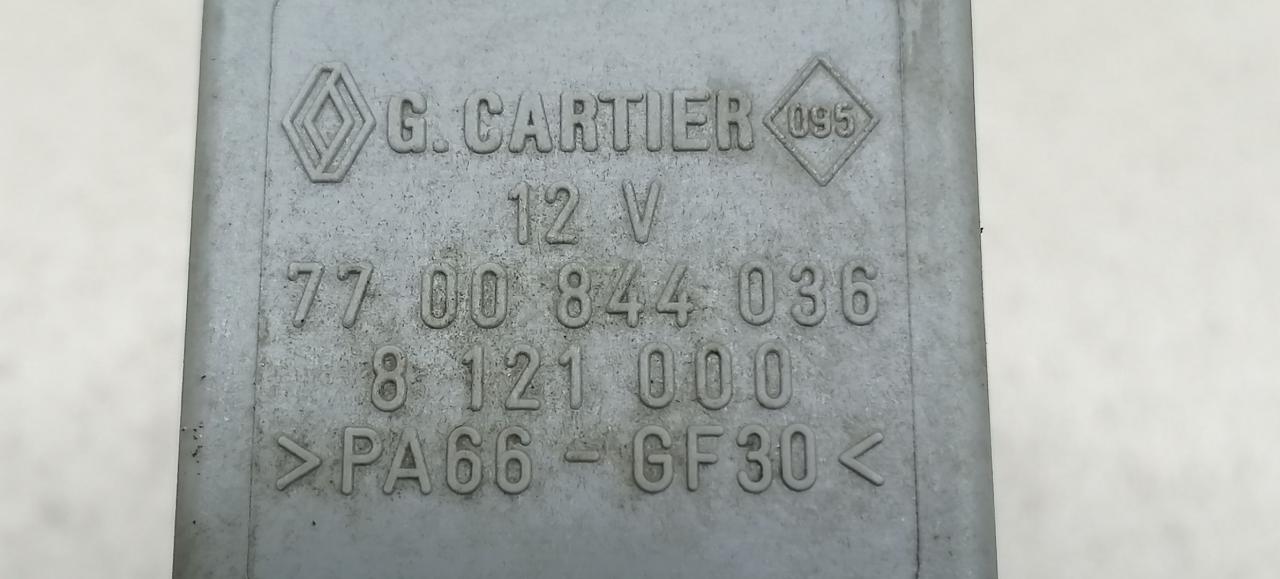 G. CARTIER 095
12 V
77 00 844 036
8 121 000
>PA66-GF30<